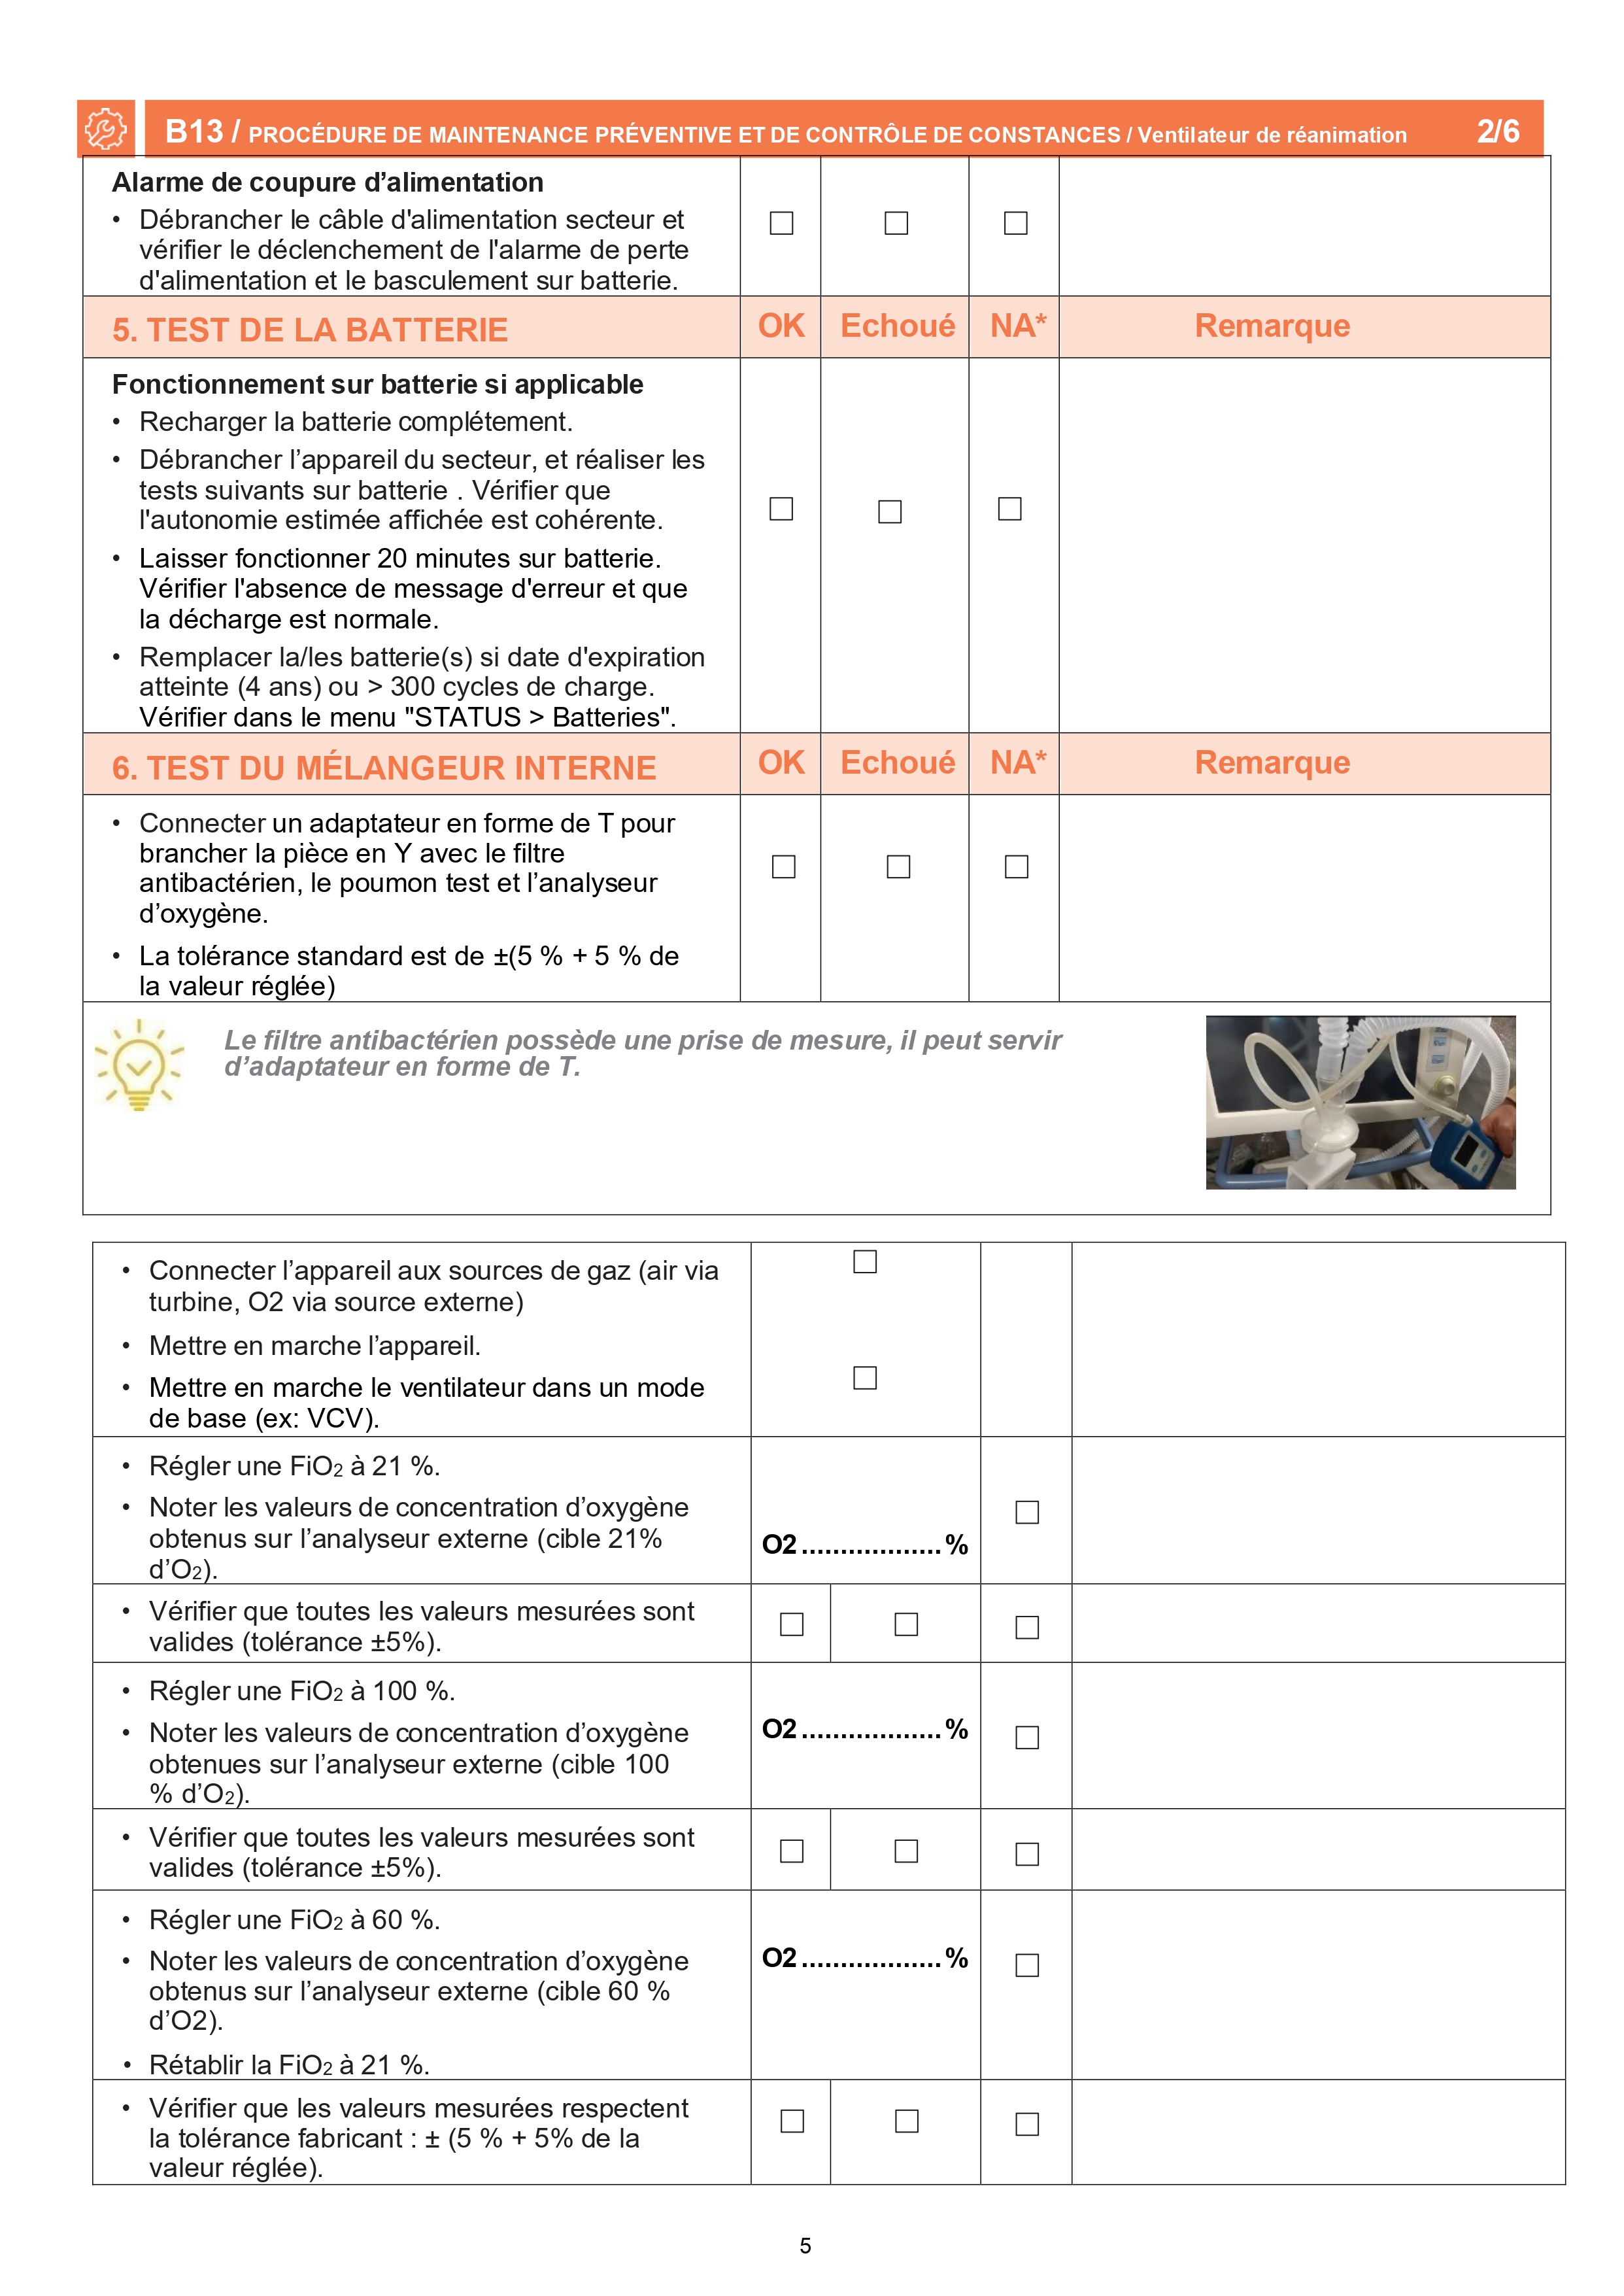 B13 / PROCÉDURE DE MAINTENANCE PRÉVENTIVE ET DE CONTRÔLE DE CONSTANCES / Ventilateur de réanimation 2/6
Alarme de coupure d’alimentation
• Débrancher le câble d'alimentation secteur et
vérifier le déclenchement de l'alarme de perte
d'alimentation et le basculement sur batterie.
☐ ☐ ☐
5. TEST DE LA BATTERIE OK Echoué NA* Remarque
Fonctionnement sur batterie si applicable
• Recharger la batterie complétement.
• Débrancher l’appareil du secteur, et réaliser les
tests suivants sur batterie . Vérifier que
l'autonomie estimée affichée est cohérente.
• Laisser fonctionner 20 minutes sur batterie.
Vérifier l'absence de message d'erreur et que
la décharge est normale.
• Remplacer la/les batterie(s) si date d'expiration
atteinte (4 ans) ou > 300 cycles de charge.
Vérifier dans le menu "STATUS > Batteries".
☐ ☐ ☐
6. TEST DU MÉLANGEUR INTERNE OK Echoué NA* Remarque
• Connecter un adaptateur en forme de T pour
brancher la pièce en Y avec le filtre
antibactérien, le poumon test et l’analyseur
d’oxygène.
• La tolérance standard est de ±(5 % + 5 % de
la valeur réglée)
☐ ☐ ☐
Le filtre antibactérien possède une prise de mesure, il peut servir
d’adaptateur en forme de T.
• Connecter l’appareil aux sources de gaz (air via
turbine, O2 via source externe)
• Mettre en marche l’appareil.
• Mettre en marche le ventilateur dans un mode
de base (ex: VCV).
☐
☐
• Régler une FiO2 à 21 %.
• Noter les valeurs de concentration d’oxygène
obtenus sur l’analyseur externe (cible 21%
d’O2).
O2..................% ☐
• Vérifier que toutes les valeurs mesurées sont
valides (tolérance ±5%).
☐ ☐ ☐
• Régler une FiO2 à 100 %.
• Noter les valeurs de concentration d’oxygène
obtenues sur l’analyseur externe (cible 100
% d’O2).
O2..................% ☐
• Vérifier que toutes les valeurs mesurées sont
valides (tolérance ±5%).
☐ ☐ ☐
• Régler une FiO2 à 60 %.
• Noter les valeurs de concentration d’oxygène
obtenus sur l’analyseur externe (cible 60 %
d’O2).
• Rétablir la FiO2 à 21 %.
O2..................% ☐
• Vérifier que les valeurs mesurées respectent
la tolérance fabricant : ± (5 % + 5% de la
valeur réglée).
☐ ☐ ☐
5